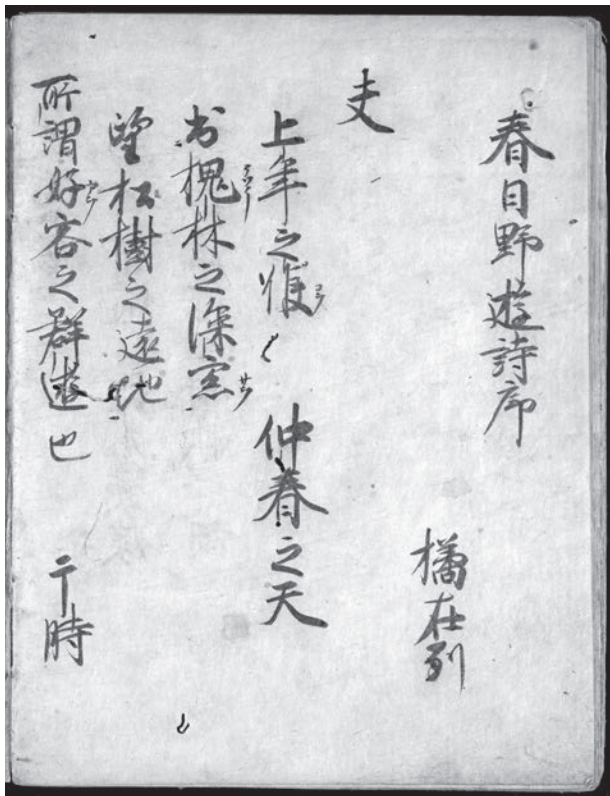 春日野遊詩序
橘在列
夫
上年之 仲春之天
出槐林之深窓
望松樹之遠地
所謂好客之群遊也 于時